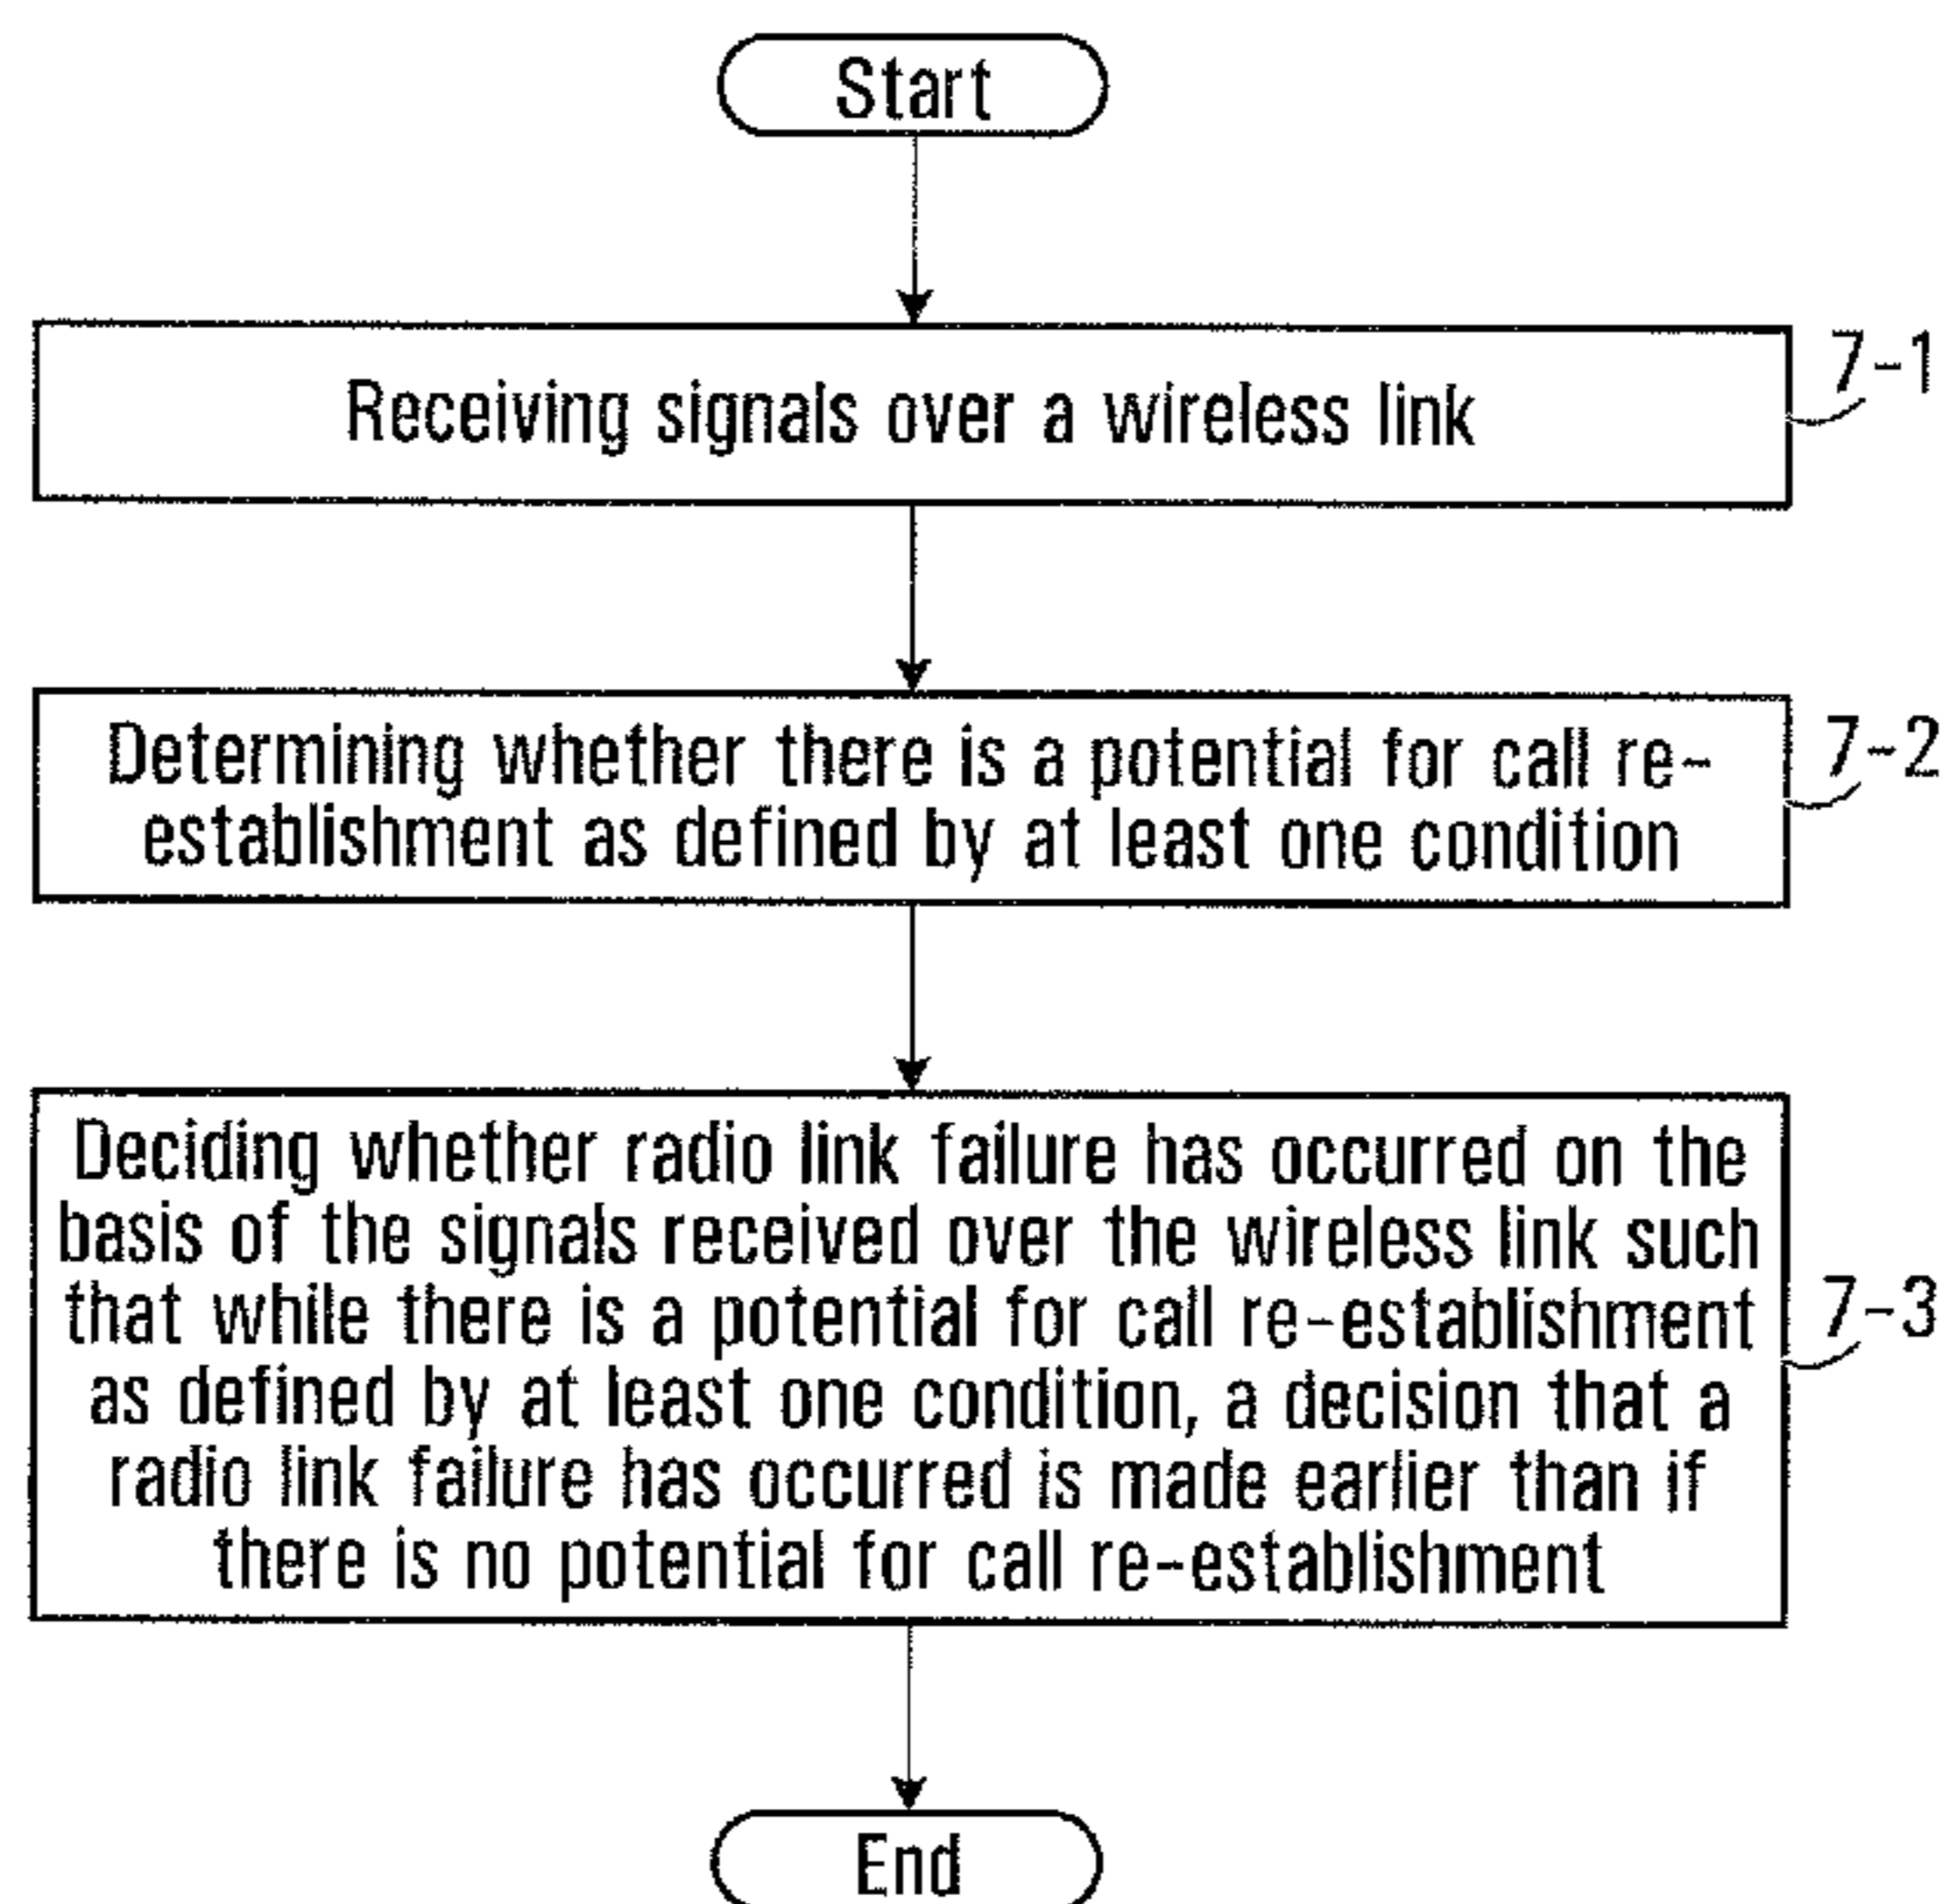 Start
Receiving signals over a wireless link
7-1
Determining whether there is a potential for call re-
establishment as defined by at least one condition
7-2
Deciding whether radio link failure has occurred on the
basis of the signals received over the wireless link such
that while there is a potential for call re-establishment
as defined by at least one condition, a decision that a
radio link failure has occurred is made earlier than if
there is no potential for call re-establishment
7-3
End